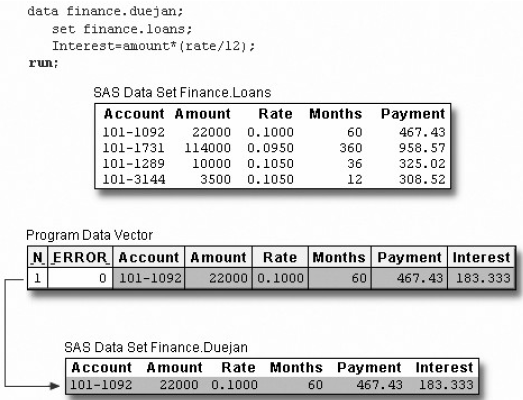 data finance.duejan;
set finance.loans;
Interest=amount*(rate/12);
run;
SAS Data Set Finance.Loans
Account Amount Rate Months Payment
101-1092 22000 0.1000 60 467.43
101-1731 114000 0.0950 360 958.57
101-1289 10000 0.1050 36 325.02
101-3144 3500 0.1050 12 308.52
Program Data Vector
_N_ _ERROR_ Account Amount Rate Months Payment Interest
1 0 101-1092 22000 0.1000 60 467.43 183.333
SAS Data Set Finance.Duejan
Account Amount Rate Months Payment Interest
101-1092 22000 0.1000 60 467.43 183.333